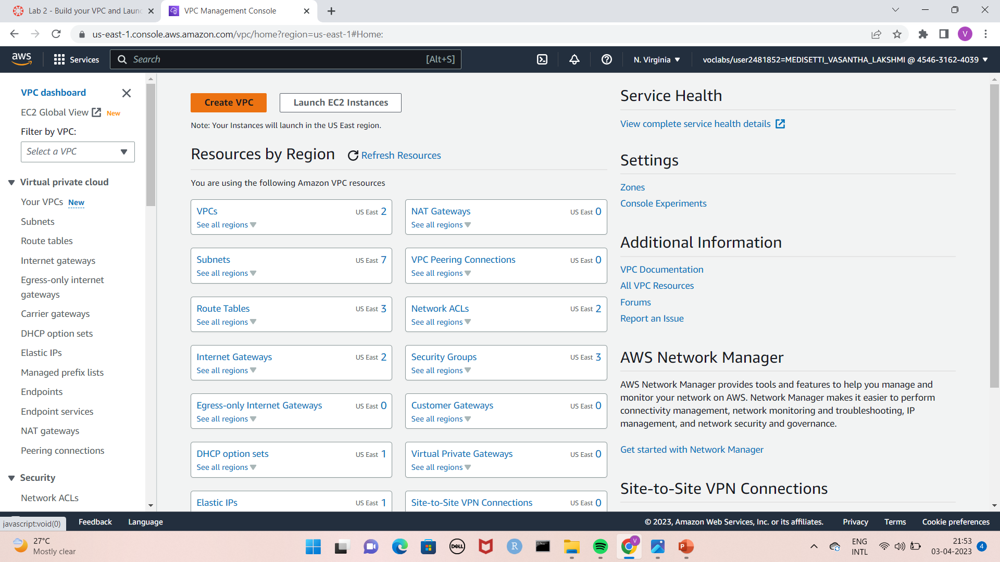 Lab 2 - Build your VPC and Laun
VPC Management Console
us-east-1.console.aws.amazon.com/vpc/home?region=us-east-1#Home:
V
aws
Services
Search
[Alt+S]
N. Virginia
voclabs/user2481852=MEDISETTI_VASANTHA_LAKSHMI @ 4546-3162-4039
VPC dashboard
EC2 Global View New
Filter by VPC:
Select a VPC
Virtual private cloud
Your VPCs New
Subnets
Route tables
Internet gateways
Egress-only internet
gateways
Carrier gateways
DHCP option sets
Elastic IPs
Managed prefix lists
Endpoints
Endpoint services
NAT gateways
Peering connections
Security
Network ACLs
Create VPC
Launch EC2 Instances
Note: Your Instances will launch in the US East region.
Resources by Region
Refresh Resources
You are using the following Amazon VPC resources
VPCs US East 2
See all regions
NAT Gateways US East 0
See all regions
Subnets US East 7
See all regions
VPC Peering Connections US East 0
See all regions
Route Tables US East 3
See all regions
Network ACLs US East 2
See all regions
Internet Gateways US East 2
See all regions
Security Groups US East 3
See all regions
Egress-only Internet Gateways US East 0
See all regions
Customer Gateways US East 0
See all regions
DHCP option sets US East 1
See all regions
Virtual Private Gateways US East 0
See all regions
Elastic IPs US East 1
Site-to-Site VPN Connections US East 0
Service Health
View complete service health details
Settings
Zones
Console Experiments
Additional Information
VPC Documentation
All VPC Resources
Forums
Report an Issue
AWS Network Manager
AWS Network Manager provides tools and features to help you manage and
monitor your network on AWS. Network Manager makes it easier to perform
connectivity management, network monitoring and troubleshooting, IP
management, and network security and governance.
Get started with Network Manager
Site-to-Site VPN Connections
javascript:void(0)
Feedback
Language
© 2023, Amazon Web Services, Inc. or its affiliates.
Privacy
Terms
Cookie preferences
27°C
Mostly clear
DELL
R
V
P
ENG
INTL
21:53
03-04-2023
4